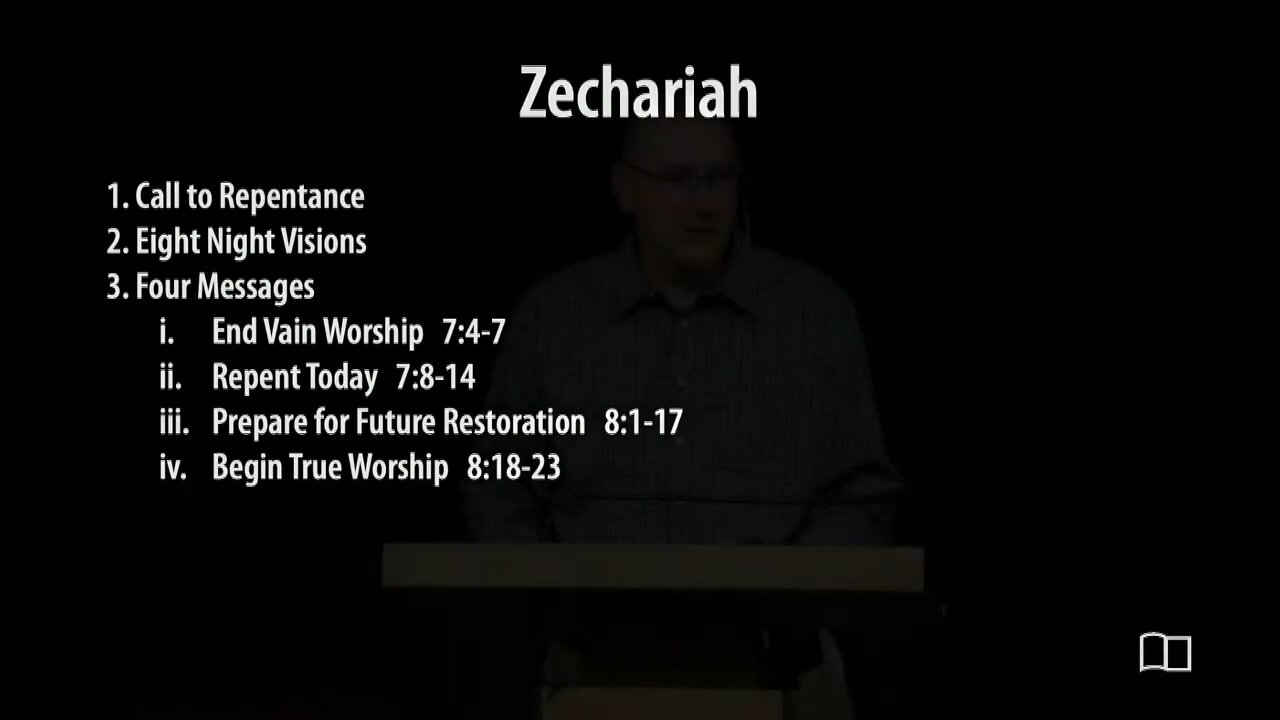 Zechariah
1. Call to Repentance
2. Eight Night Visions
3. Four Messages
i. End Vain Worship 7:4-7
ii. Repent Today 7:8-14
iii. Prepare for Future Restoration 8:1-17
iv. Begin True Worship 8:18-23